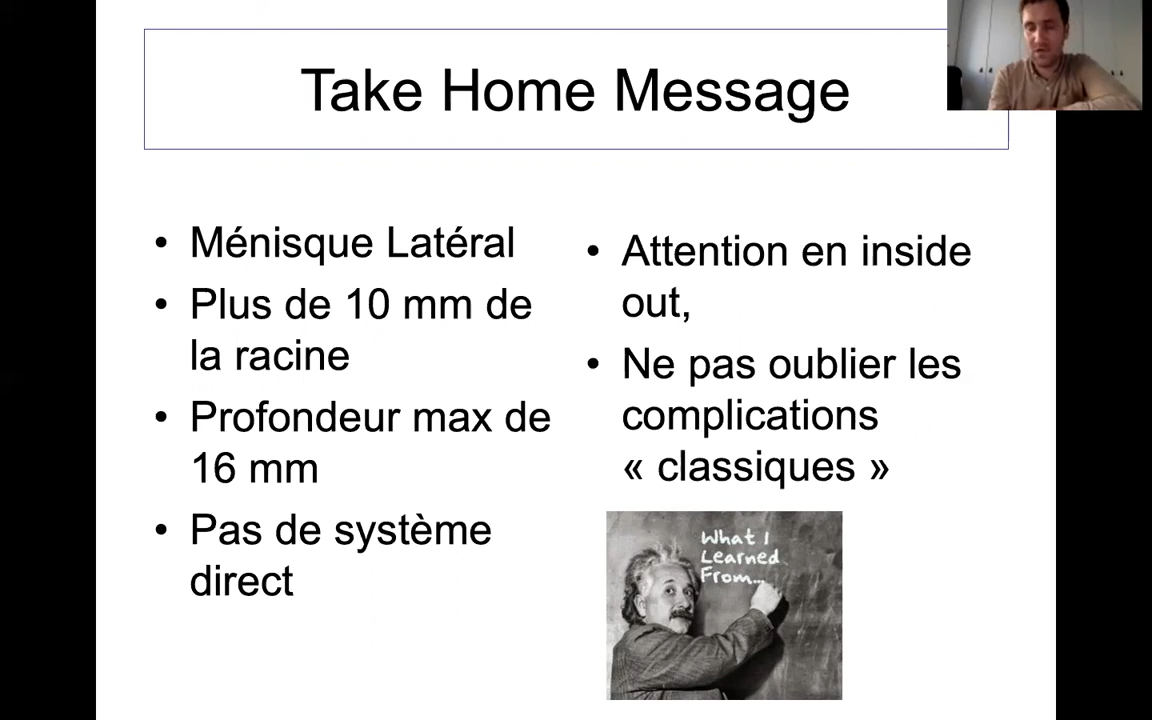 Take Home Message
• Ménisque Latéral
• Plus de 10 mm de
la racine
• Profondeur max de
16 mm
• Pas de système
direct
• Attention en inside
out,
• Ne pas oublier les
complications
« classiques »
What I
Learned
From...